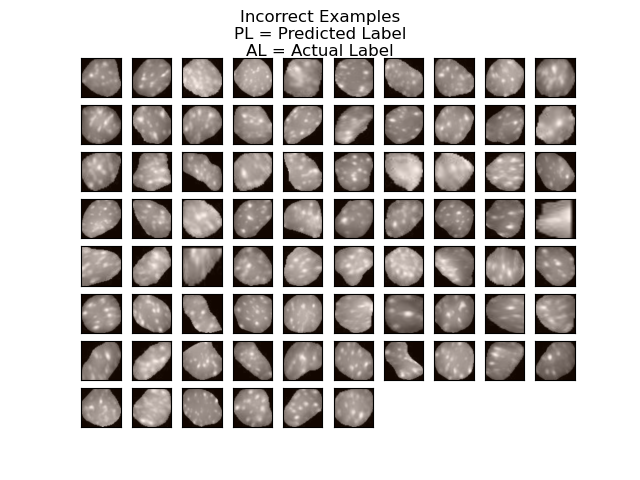 Incorrect Examples
PL = Predicted Label
AL = Actual Label